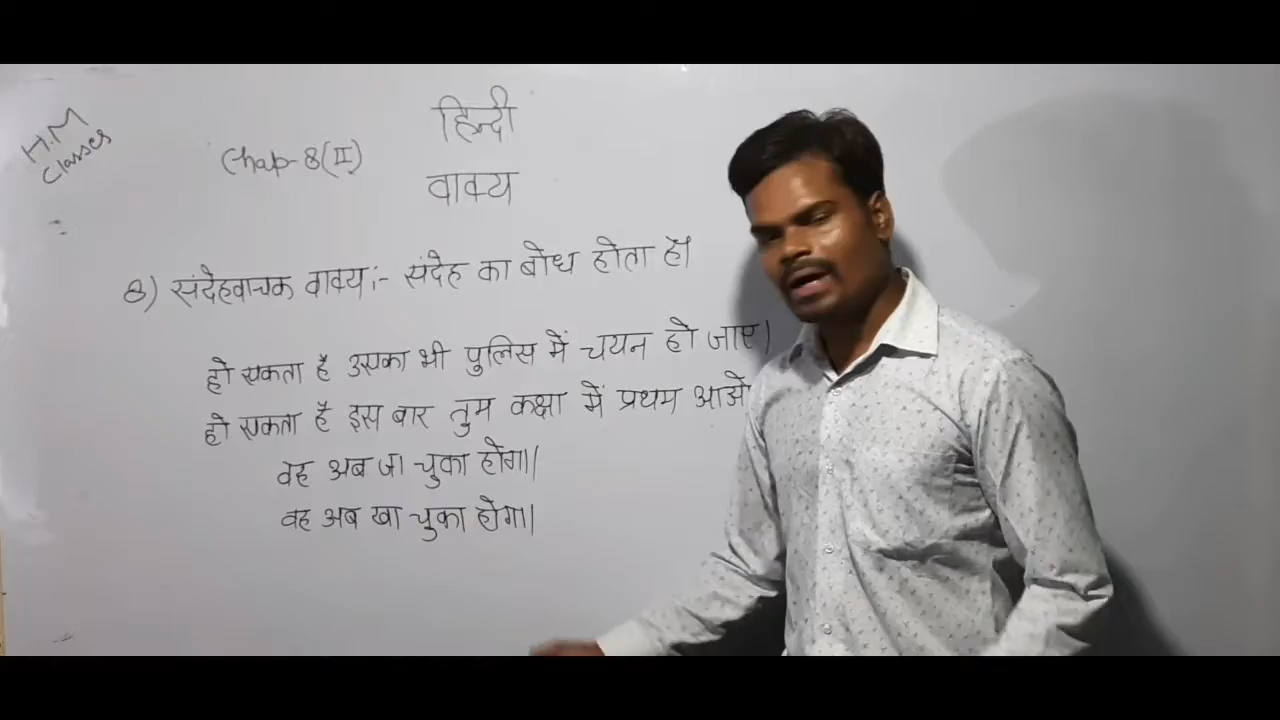 H.M
Classes
हिन्दी
Chap-8(II)
वाक्य
8) संदेहवाचक वाक्य:- संदेह का बोध होता हो
हो सकता है उसका भी पुलिस में चयन हो जाए।
हो सकता है इस बार तुम कक्षा में प्रथम आओ
वह अब जा चुका होगा।
वह अब खा चुका होगा।